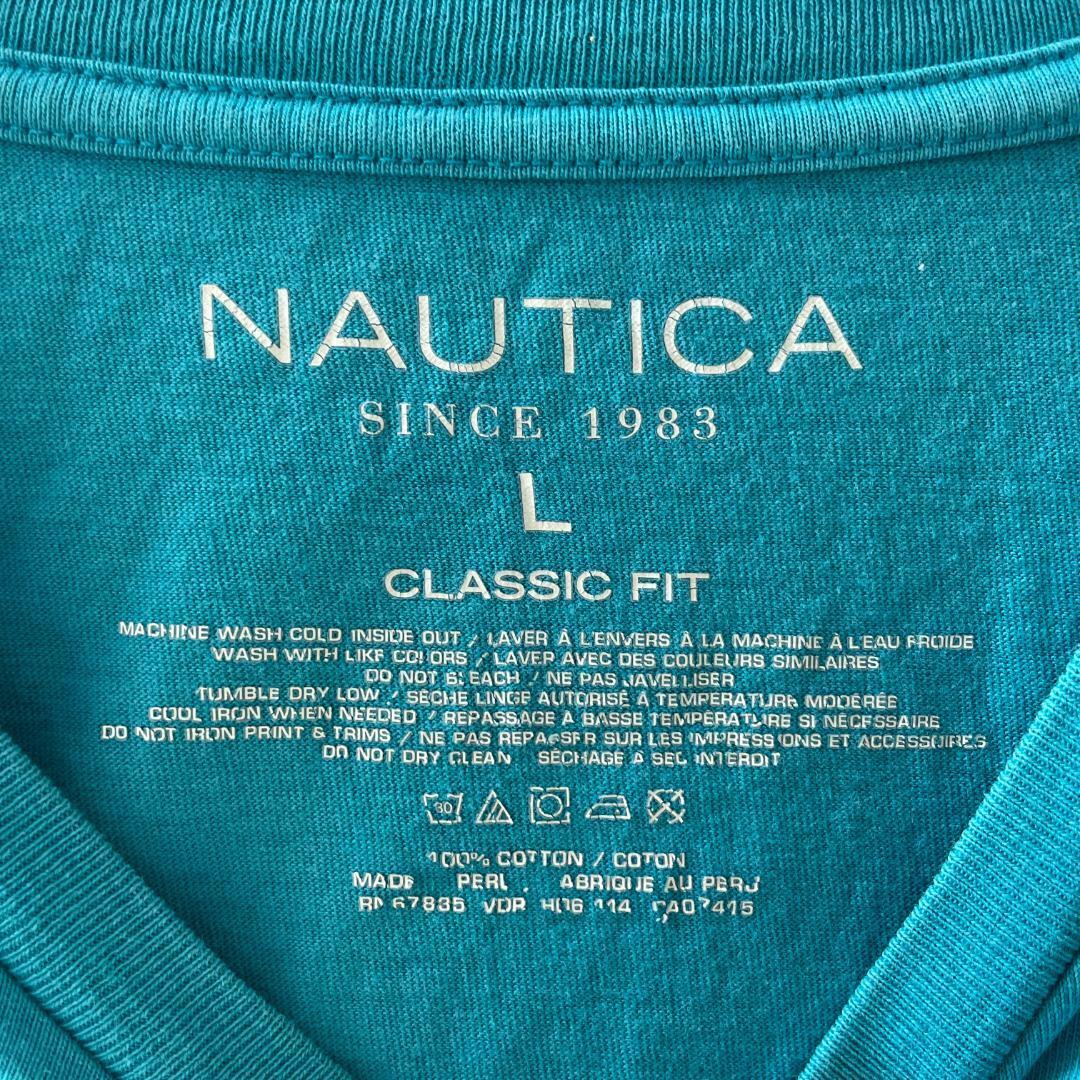 NAUTICA
SINCE 1983
L
CLASSIC FIT
MACHINE WASH COLD INSIDE OUT / LAVER À L'ENVERS À LA MACHINE À L'EAU FROIDE
WASH WITH LIKE COLORS / LAVER AVEC DES COULEURS SIMILAIRES
DO NOT BLEACH / NE PAS JAVELLISER
TUMBLE DRY LOW / SÉCHE LINGE AUTORISÉ À TEMPÉRATURE MODÉRÉE
COOL IRON WHEN NEEDED / REPASSAGE À BASSE TEMPÉRATURE SI NÉCESSAIRE
DO NOT IRON PRINT & TRIMS / NE PAS REPASSER SUR LES IMPRESSIONS ET ACCESSOIRES
DO NOT DRY CLEAN SÉCHAGE À SEC INTERDIT
30
100% COTTON / COTON
MADE PERU ABRIQUE AU PERU
RN 67835 VDR CA07415